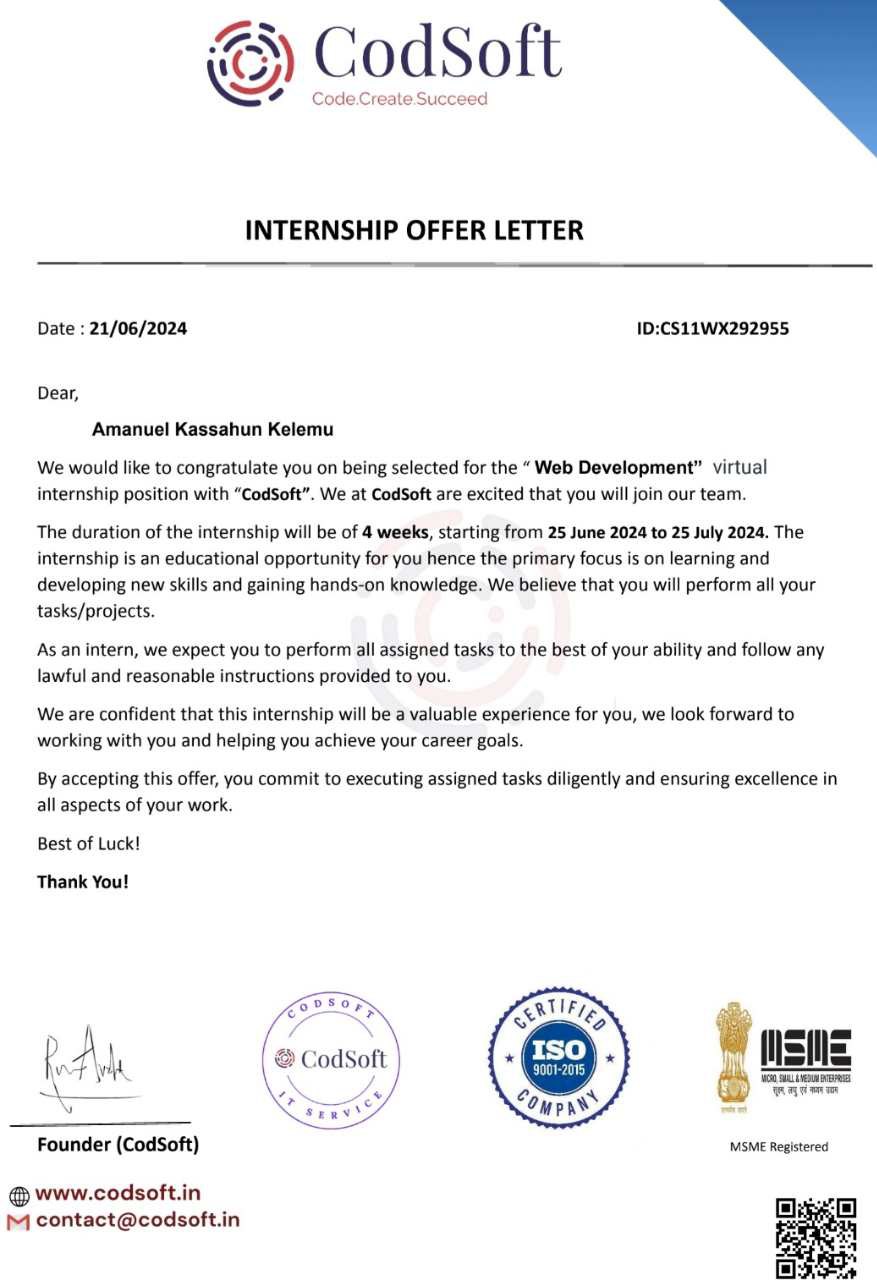 CodSoft
Code.Create.Succeed
INTERNSHIP OFFER LETTER
Date : 21/06/2024
ID:CS11WX292955
Dear,
Amanuel Kassahun Kelemu
We would like to congratulate you on being selected for the “ Web Development” virtual
internship position with “CodSoft”. We at CodSoft are excited that you will join our team.
The duration of the internship will be of 4 weeks, starting from 25 June 2024 to 25 July 2024. The
internship is an educational opportunity for you hence the primary focus is on learning and
developing new skills and gaining hands-on knowledge. We believe that you will perform all your
tasks/projects.
As an intern, we expect you to perform all assigned tasks to the best of your ability and follow any
lawful and reasonable instructions provided to you.
We are confident that this internship will be a valuable experience for you, we look forward to
working with you and helping you achieve your career goals.
By accepting this offer, you commit to executing assigned tasks diligently and ensuring excellence in
all aspects of your work.
Best of Luck!
Thank You!
CODSOFT
CodSoft
IT SERVICE
CERTIFIED
ISO
9001-2015
COMPANY
MSME
MICRO, SMALL & MEDIUM ENTERPRISES
सूक्ष्म, लघु एवं मध्यम उद्यम
Founder (CodSoft)
MSME Registered
www.codsoft.in
contact@codsoft.in